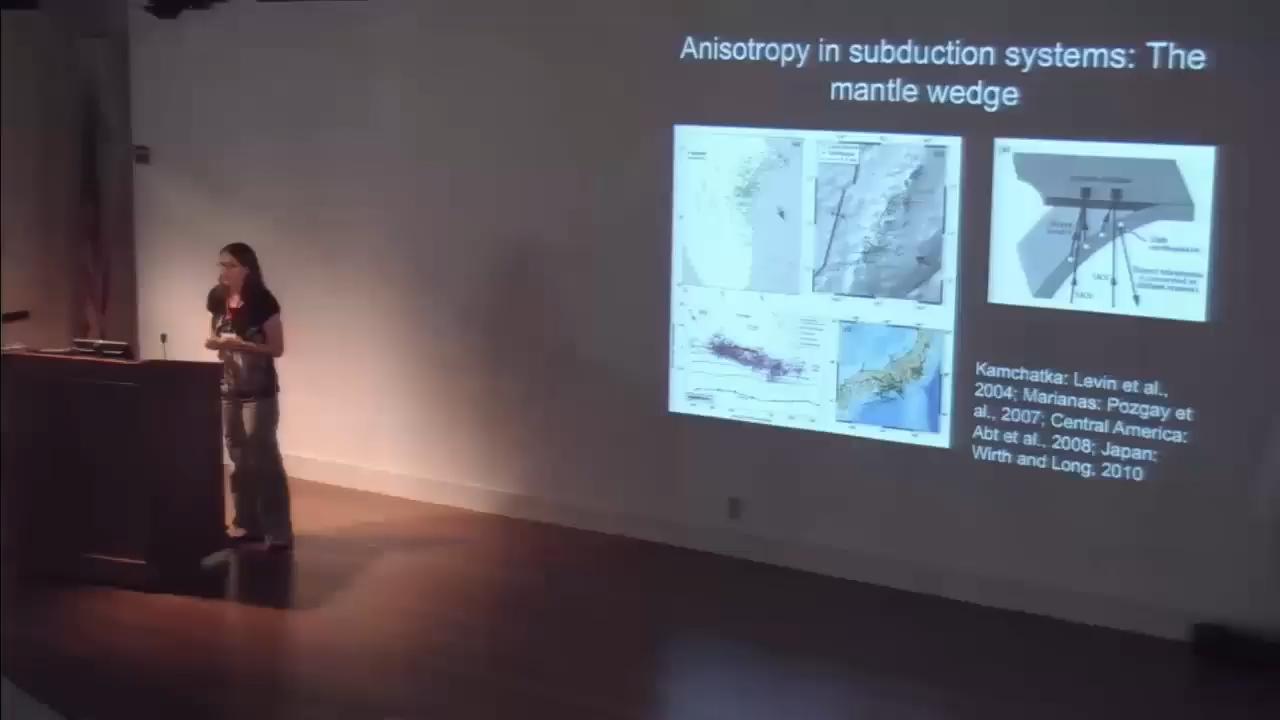 Anisotropy in subduction systems: The
mantle wedge
Kamchatka: Levin et al.,
2004; Marianas: Pozgay et
al., 2007; Central America:
Abt et al., 2008; Japan:
Wirth and Long, 2010